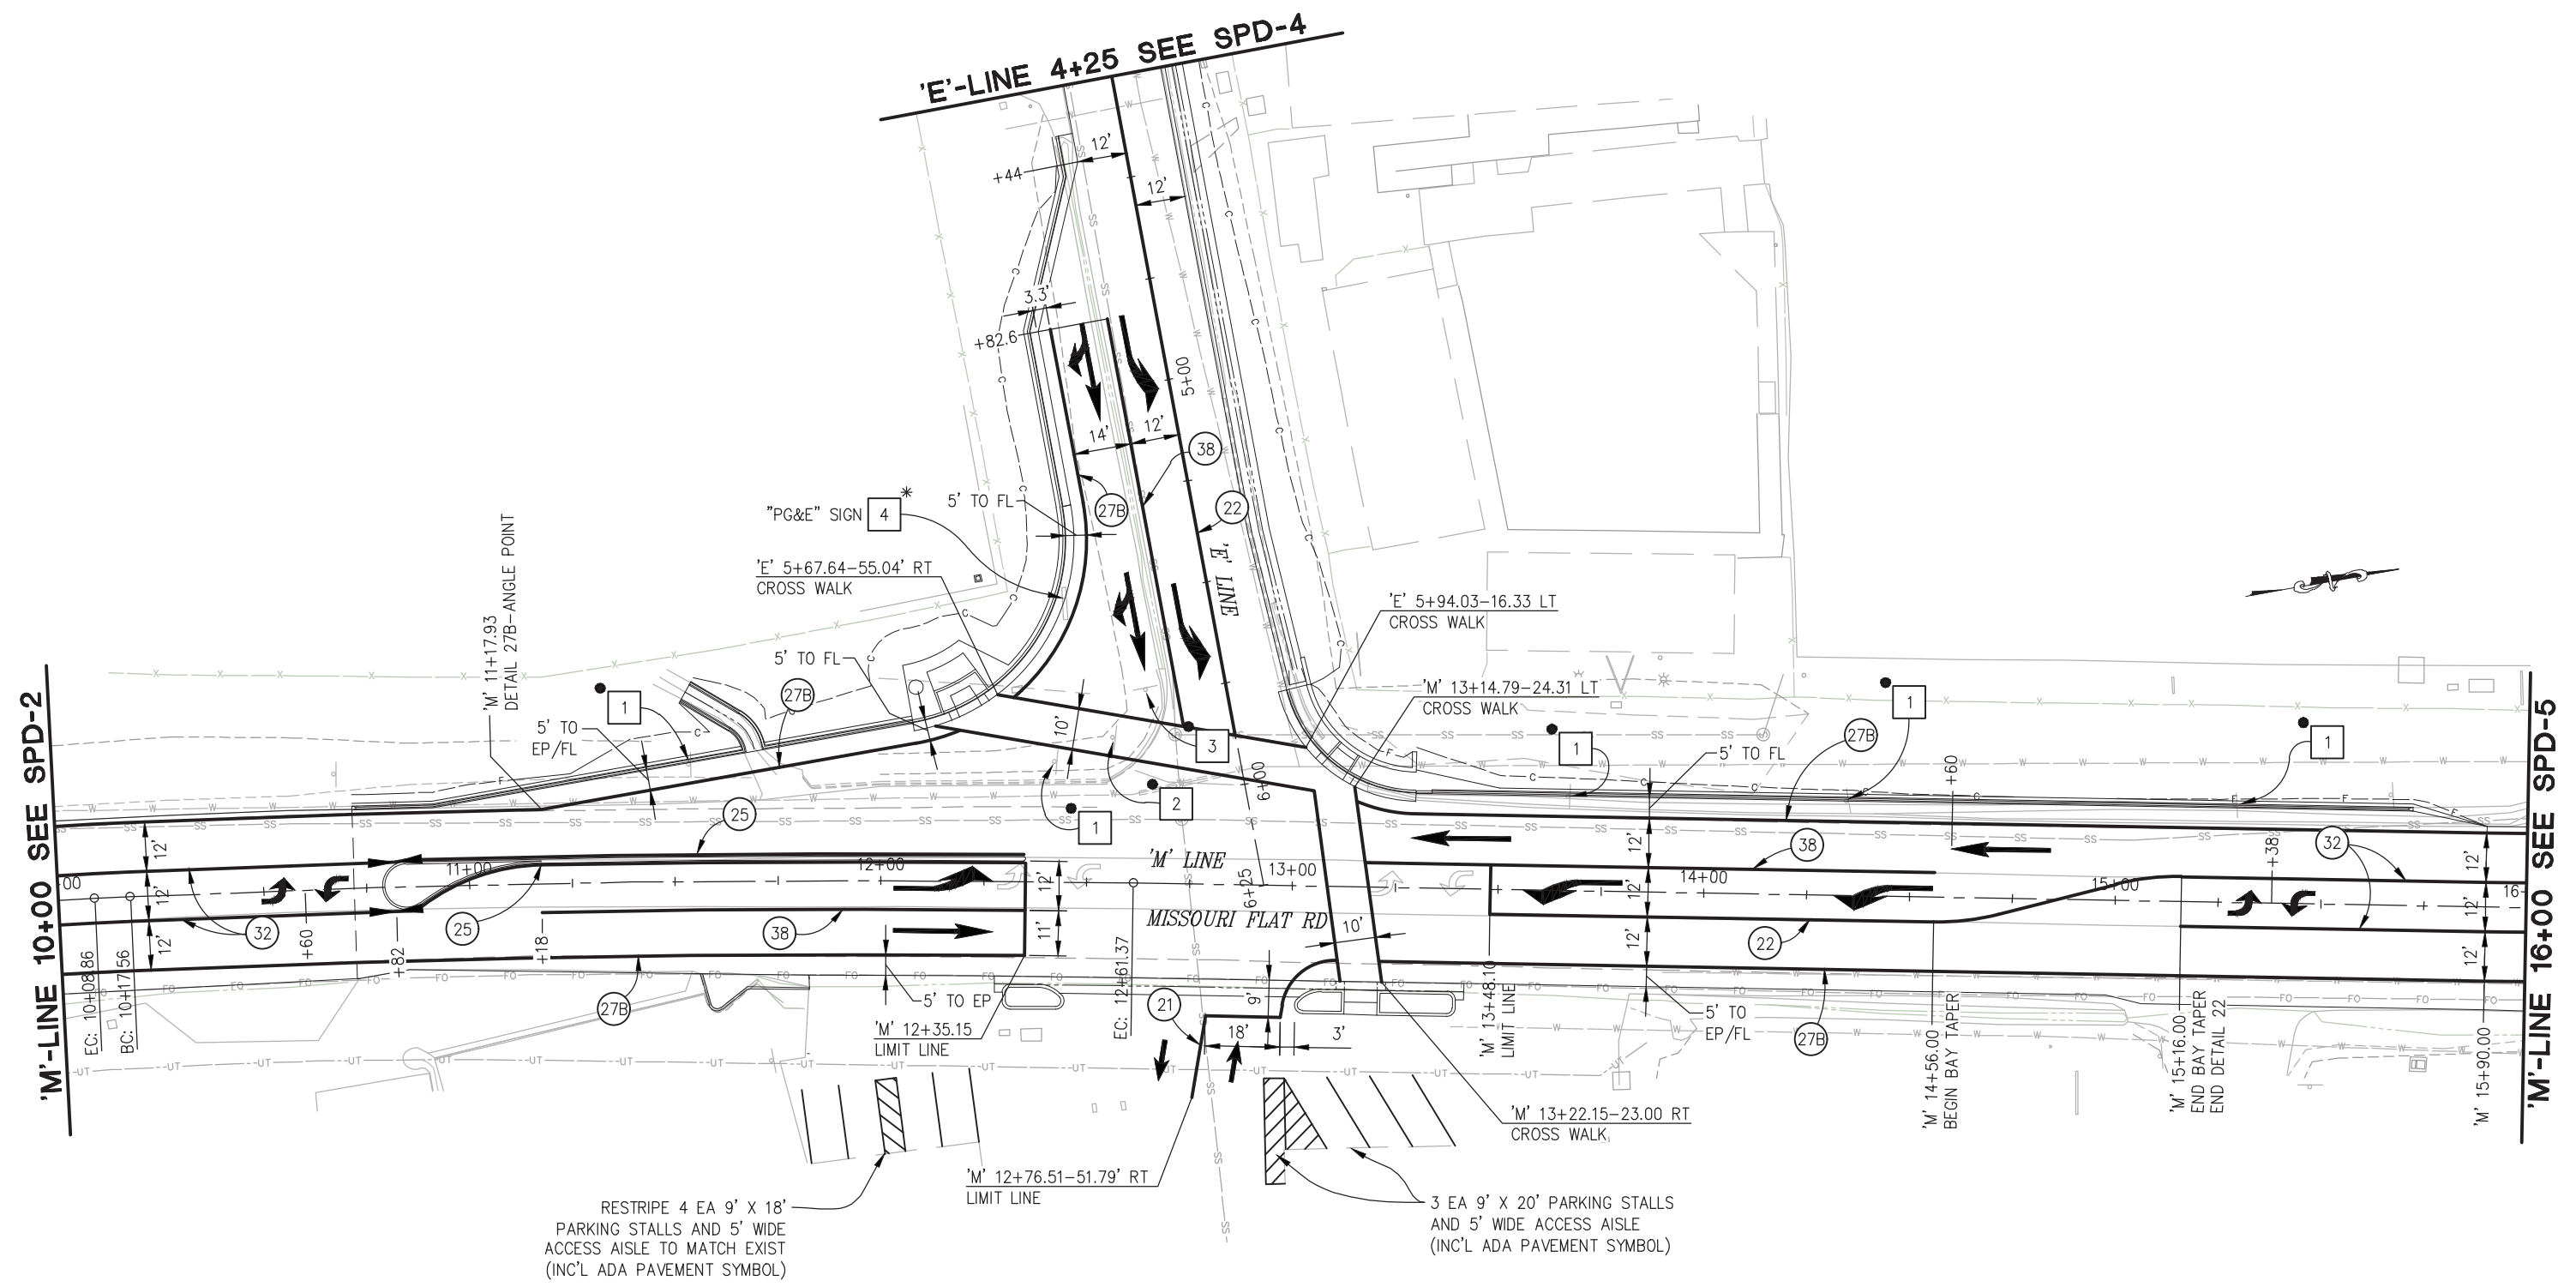 'E'-LINE 4+25 SEE SPD-4
12'
+44
12'
3.3'
+82.6
5+00
14'
12'
38
27B
22
"PG&E" SIGN
4
*
5' TO FL
'E' LINE
'E' 5+67.64-55.04' RT
CROSS WALK
'E' 5+94.03-16.33 LT
CROSS WALK
'M' 13+14.79-24.31 LT
CROSS WALK
'M' 11+17.93
DETAIL 27B-ANGLE POINT
5' TO FL
27B
1
5' TO
EP/FL
10'
3
2
1
6+00
1
5' TO FL
27B
1
1
+60
+38
32
'M'-LINE 10+00 SEE SPD-2
12'
12'
12'
00
EC: 10+08.86
BC: 10+17.56
32
+60
+82
11+00
25
25
+18
12+00
38
27B
12'
11'
5' TO EP
'M' 12+35.15
LIMIT LINE
EC: 12+61.37
'M' LINE
MISSOURI FLAT RD
6+25
13+00
10'
9'
21
18'
3'
'M' 12+76.51-51.79' RT
LIMIT LINE
'M' 13+22.15-23.00 RT
CROSS WALK
'M' 13+48.10
LIMIT LINE
12'
12'
12'
14+00
38
22
15+00
5' TO
EP/FL
27B
'M' 14+56.00
BEGIN BAY TAPER
'M' 15+16.00
END BAY TAPER
END DETAIL 22
'M' 15+90.00
12'
12'
12'
16
'M'-LINE 16+00 SEE SPD-5
RESTRIPE 4 EA 9' X 18'
PARKING STALLS AND 5' WIDE
ACCESS AISLE TO MATCH EXIST
(INC'L ADA PAVEMENT SYMBOL)
3 EA 9' X 20' PARKING STALLS
AND 5' WIDE ACCESS AISLE
(INC'L ADA PAVEMENT SYMBOL)